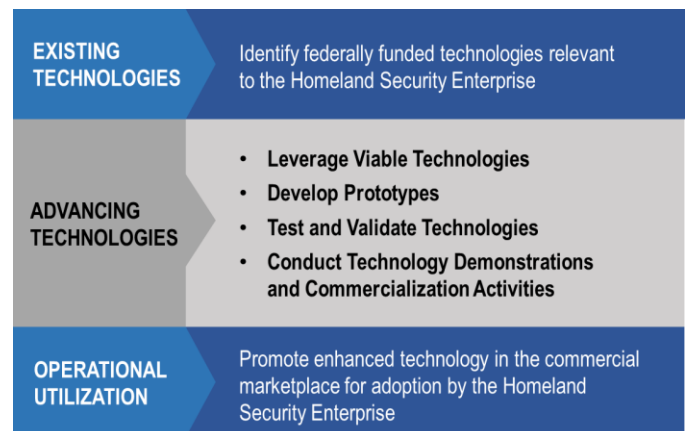 EXISTING
TECHNOLOGIES
Identify federally funded technologies relevant
to the Homeland Security Enterprise
ADVANCING
TECHNOLOGIES
• Leverage Viable Technologies
• Develop Prototypes
• Test and Validate Technologies
• Conduct Technology Demonstrations
and Commercialization Activities
OPERATIONAL
UTILIZATION
Promote enhanced technology in the commercial
marketplace for adoption by the Homeland
Security Enterprise